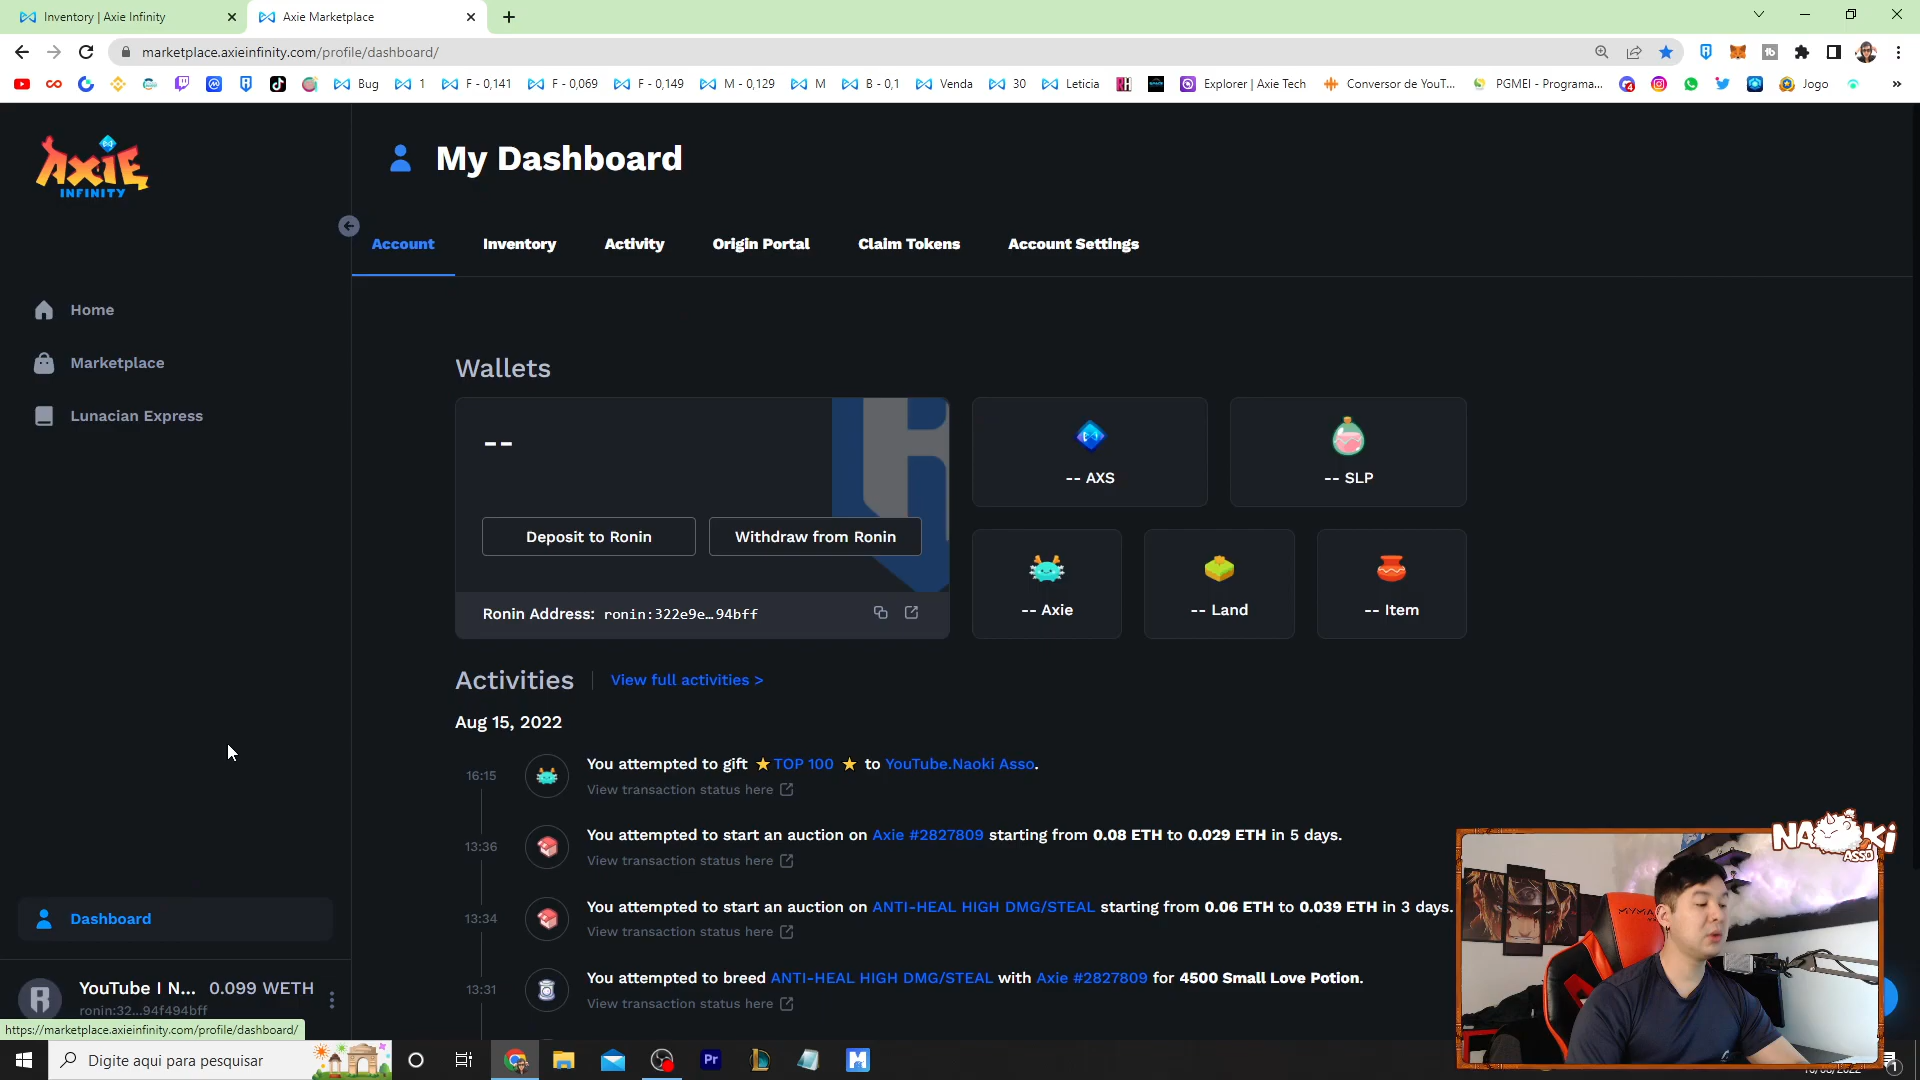 Inventory | Axie Infinity
Axie Marketplace
marketplace.axieinfinity.com/profile/dashboard/
Bug
1
F - 0,141
F - 0,069
F - 0,149
M - 0,129
M
B - 0,1
Venda
30
Leticia
Explorer | Axie Tech
Conversor de YouT...
PGMEI - Programa...
Jogo
AXIE
INFINITY
My Dashboard
Account
Inventory
Activity
Origin Portal
Claim Tokens
Account Settings
Home
Marketplace
Lunacian Express
Wallets
--
Deposit to Ronin
Withdraw from Ronin
Ronin Address: ronin:322e9e…94bff
-- AXS
-- SLP
-- Axie
-- Land
-- Item
Activities
View full activities >
Aug 15, 2022
16:15
You attempted to gift ⭐ TOP 100 ⭐ to YouTube.Naoki Asso.
View transaction status here
13:36
You attempted to start an auction on Axie #2827809 starting from 0.08 ETH to 0.029 ETH in 5 days.
View transaction status here
13:34
You attempted to start an auction on ANTI-HEAL HIGH DMG/STEAL starting from 0.06 ETH to 0.039 ETH in 3 days.
View transaction status here
13:31
You attempted to breed ANTI-HEAL HIGH DMG/STEAL with Axie #2827809 for 4500 Small Love Potion.
View transaction status here
Dashboard
YouTube I N... 0.099 WETH
ronin:32...94f494bff
https://marketplace.axieinfinity.com/profile/dashboard/
Digite aqui para pesquisar
NAOKI
ASSO